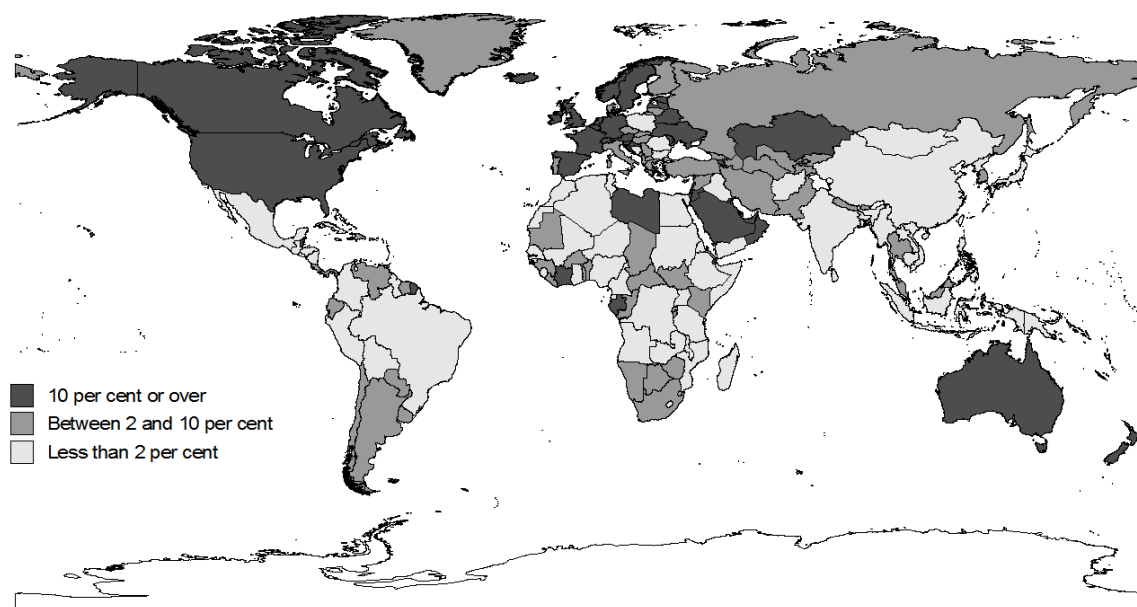 10 per cent or over
Between 2 and 10 per cent
Less than 2 per cent